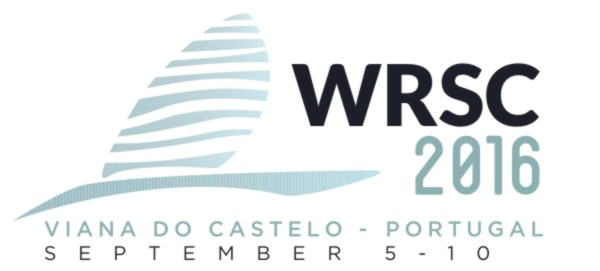 WRSC
2016
VIANA DO CASTELO - PORTUGAL
SEPTEMBER 5-10